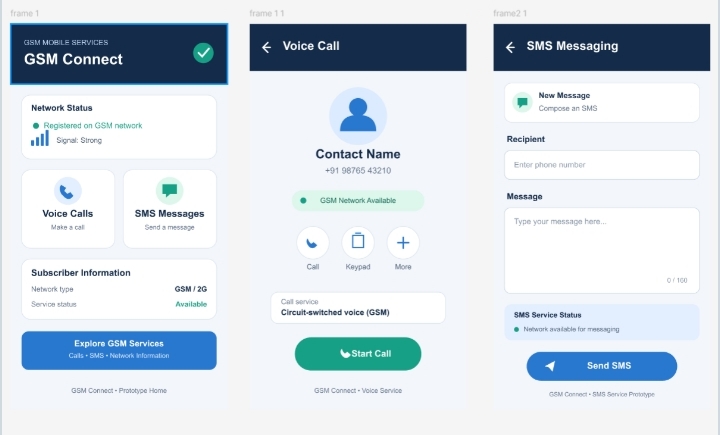 frame 1
GSM MOBILE SERVICES
GSM Connect
Network Status
Registered on GSM network
Signal: Strong
Voice Calls
Make a call
SMS Messages
Send a message
Subscriber Information
Network type GSM / 2G
Service status Available
Explore GSM Services
Calls • SMS • Network Information
GSM Connect • Prototype Home
frame 1 1
Voice Call
Contact Name
+91 98765 43210
GSM Network Available
Call
Keypad
More
Call service
Circuit-switched voice (GSM)
Start Call
GSM Connect • Voice Service
frame2 1
SMS Messaging
New Message
Compose an SMS
Recipient
Enter phone number
Message
Type your message here...
0 / 160
SMS Service Status
Network available for messaging
Send SMS
GSM Connect • SMS Service Prototype